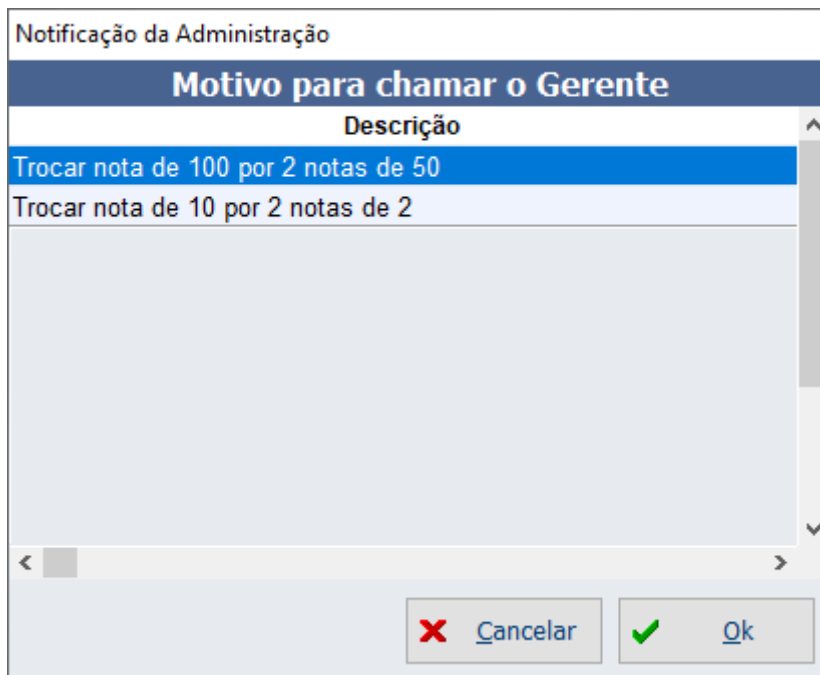 Notificação da Administração
Motivo para chamar o Gerente
Descrição
Trocar nota de 100 por 2 notas de 50
Trocar nota de 10 por 2 notas de 2
Cancelar
Ok